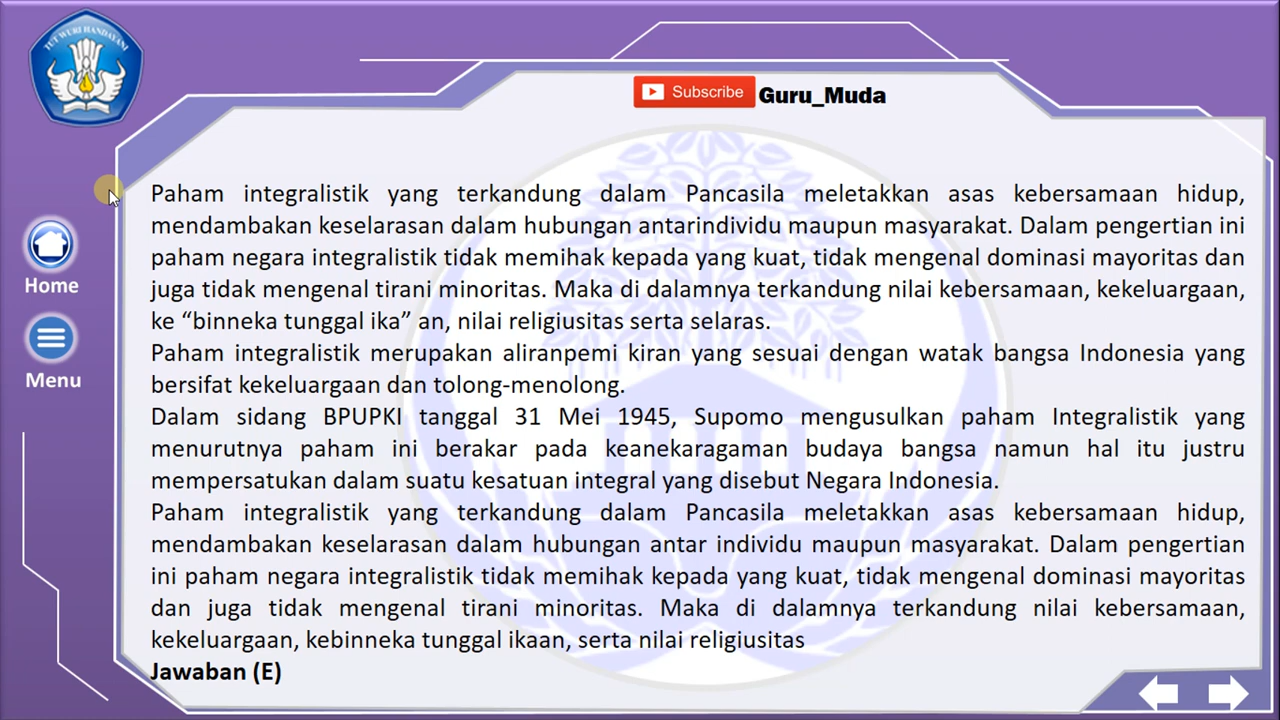 TUT WURI HANDAYANI
Subscribe Guru_Muda
Paham integralistik yang terkandung dalam Pancasila meletakkan asas kebersamaan hidup,
mendambakan keselarasan dalam hubungan antarindividu maupun masyarakat. Dalam pengertian ini
paham negara integralistik tidak memihak kepada yang kuat, tidak mengenal dominasi mayoritas dan
juga tidak mengenal tirani minoritas. Maka di dalamnya terkandung nilai kebersamaan, kekeluargaan,
ke “binneka tunggal ika” an, nilai religiusitas serta selaras.
Paham integralistik merupakan aliranpemi kiran yang sesuai dengan watak bangsa Indonesia yang
bersifat kekeluargaan dan tolong-menolong.
Dalam sidang BPUPKI tanggal 31 Mei 1945, Supomo mengusulkan paham Integralistik yang
menurutnya paham ini berakar pada keanekaragaman budaya bangsa namun hal itu justru
mempersatukan dalam suatu kesatuan integral yang disebut Negara Indonesia.
Paham integralistik yang terkandung dalam Pancasila meletakkan asas kebersamaan hidup,
mendambakan keselarasan dalam hubungan antar individu maupun masyarakat. Dalam pengertian
ini paham negara integralistik tidak memihak kepada yang kuat, tidak mengenal dominasi mayoritas
dan juga tidak mengenal tirani minoritas. Maka di dalamnya terkandung nilai kebersamaan,
kekeluargaan, kebinneka tunggal ikaan, serta nilai religiusitas
Jawaban (E)
Home
Menu